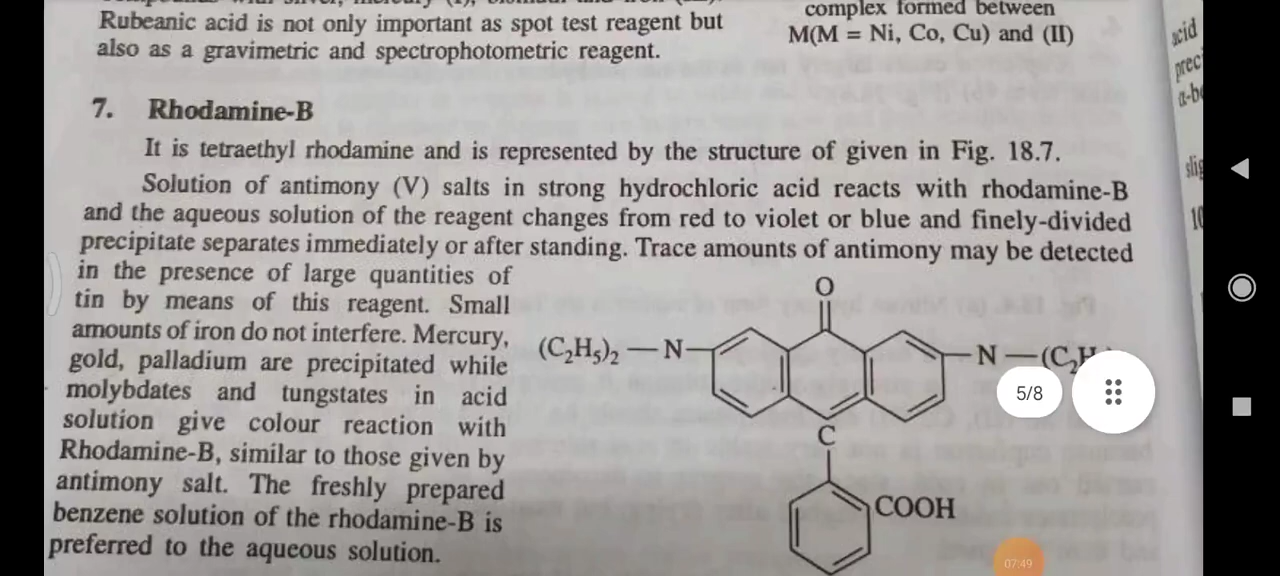 Rubeanic acid is not only important as spot test reagent but
also as a gravimetric and spectrophotometric reagent.
complex formed between
M(M = Ni, Co, Cu) and (II)
7. Rhodamine-B
It is tetraethyl rhodamine and is represented by the structure of given in Fig. 18.7.
Solution of antimony (V) salts in strong hydrochloric acid reacts with rhodamine-B
and the aqueous solution of the reagent changes from red to violet or blue and finely-divided
precipitate separates immediately or after standing. Trace amounts of antimony may be detected
in the presence of large quantities of
tin by means of this reagent. Small
amounts of iron do not interfere. Mercury,
gold, palladium are precipitated while
molybdates and tungstates in acid
solution give colour reaction with
Rhodamine-B, similar to those given by
antimony salt. The freshly prepared
benzene solution of the rhodamine-B is
preferred to the aqueous solution.
O
(C₂H₅)₂—N
N—(C₂H
C
COOH
5/8
07:49
acid